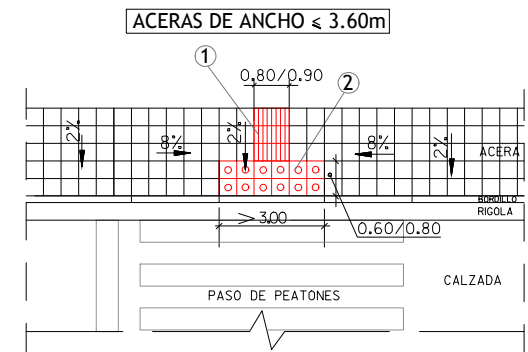 ACERAS DE ANCHO ⩽ 3.60m
1
0.80/0.90
2
2%
8%
2%
8%
2%
ACERA
BORDILLO
RIGOLA
> 3.00
0.60/0.80
PASO DE PEATONES
CALZADA